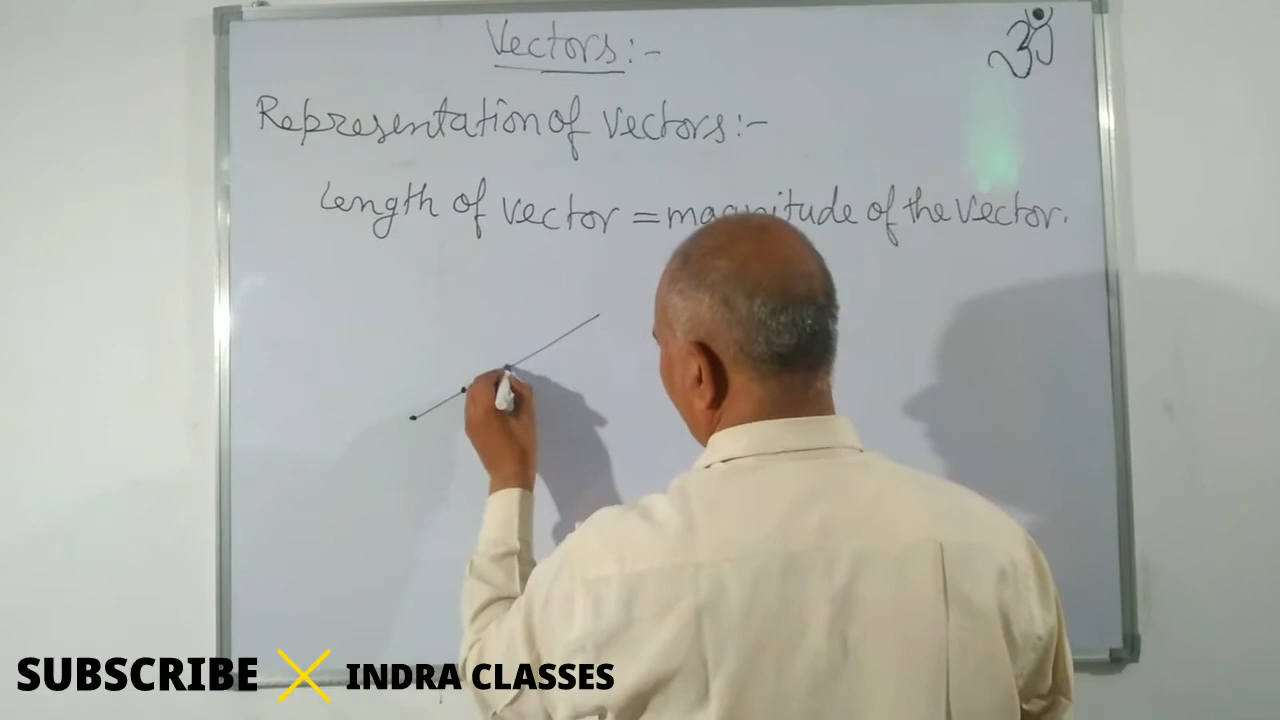 Vectors:-
ॐ
Representation of vectors:-
Length of vector = magnitude of the vector.
SUBSCRIBE INDRA CLASSES